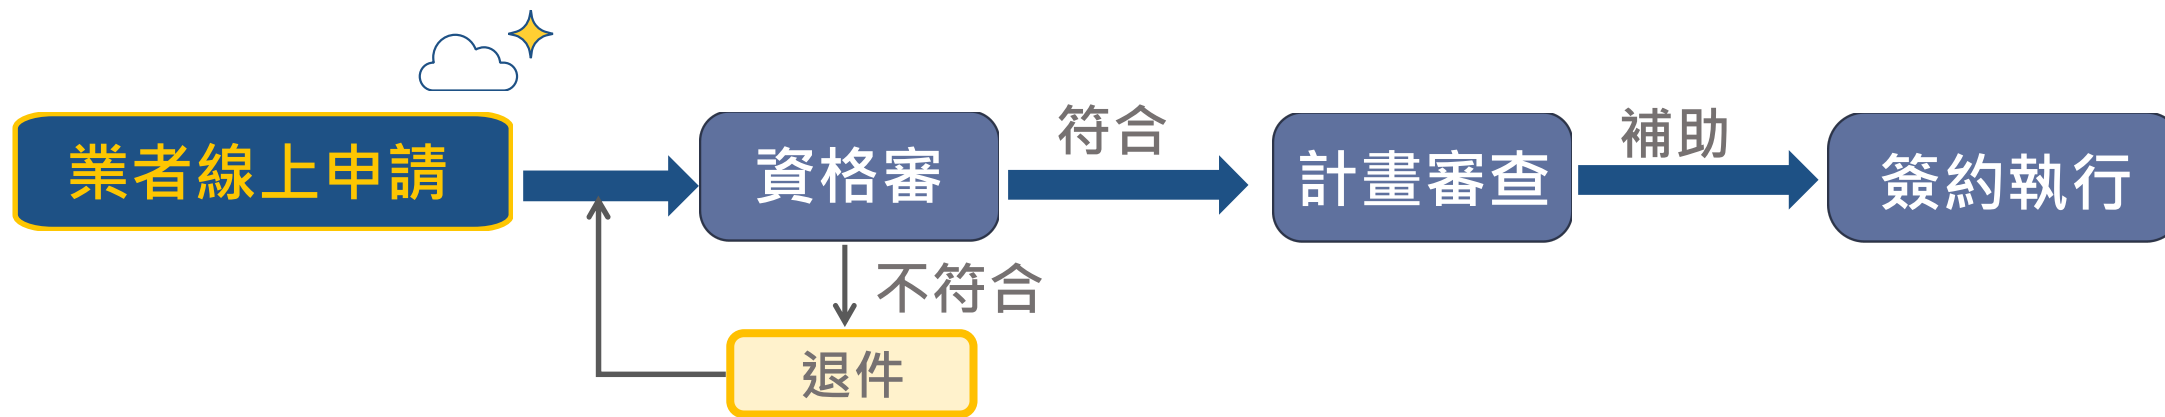 業者線上申請
資格審
符合
計畫審查
補助
簽約執行
不符合
退件